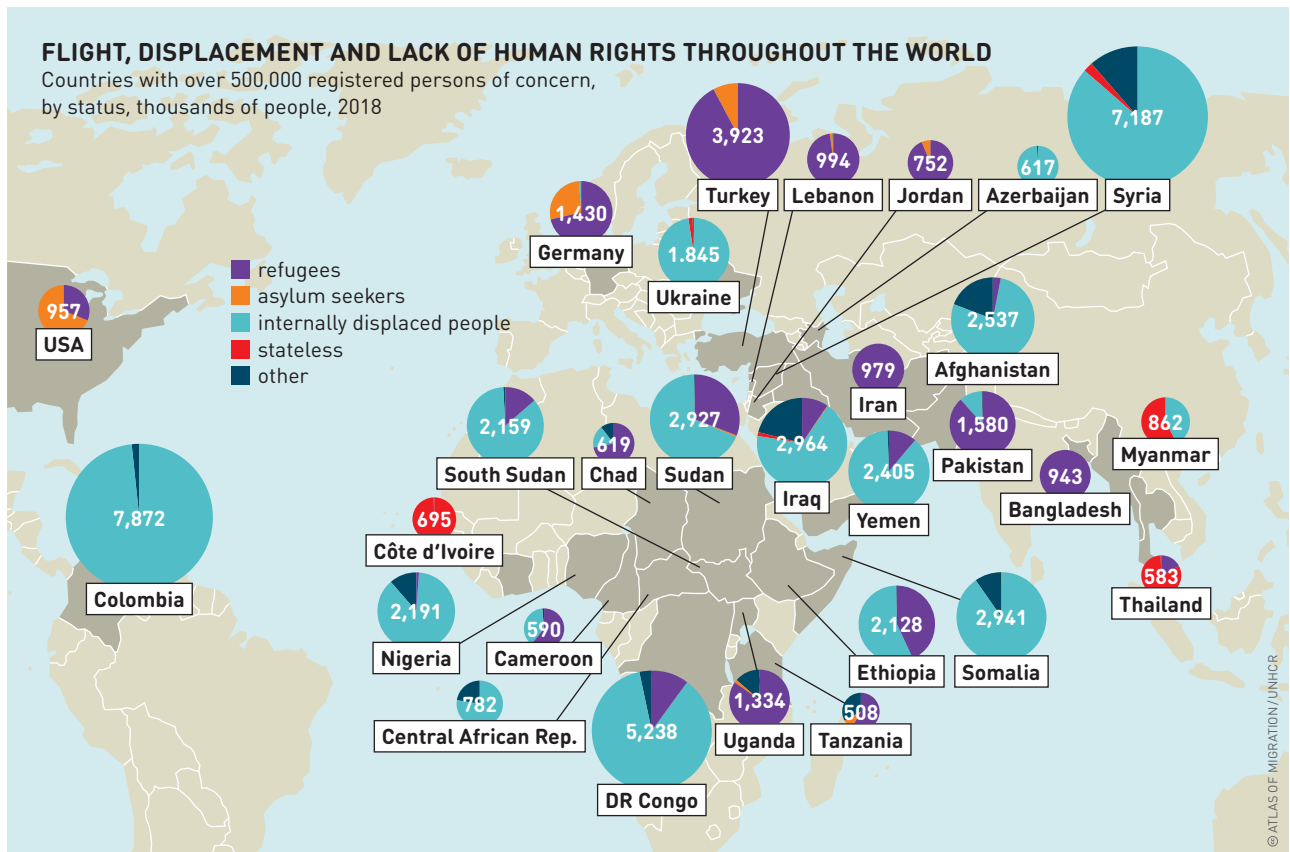 FLIGHT, DISPLACEMENT AND LACK OF HUMAN RIGHTS THROUGHOUT THE WORLD
Countries with over 500,000 registered persons of concern,
by status, thousands of people, 2018
7,187
Syria
3,923
Turkey
994
Lebanon
752
Jordan
617
Azerbaijan
1,430
Germany
1.845
Ukraine
refugees
asylum seekers
internally displaced people
stateless
other
957
USA
2,537
Afghanistan
979
Iran
2,159
South Sudan
619
Chad
2,927
Sudan
2,964
Iraq
2,405
Yemen
1,580
Pakistan
943
Bangladesh
862
Myanmar
7,872
Colombia
695
Côte d'Ivoire
583
Thailand
2,191
Nigeria
590
Cameroon
2,128
Ethiopia
2,941
Somalia
782
Central African Rep.
5,238
DR Congo
1,334
Uganda
508
Tanzania
© ATLAS OF MIGRATION / UNHCR